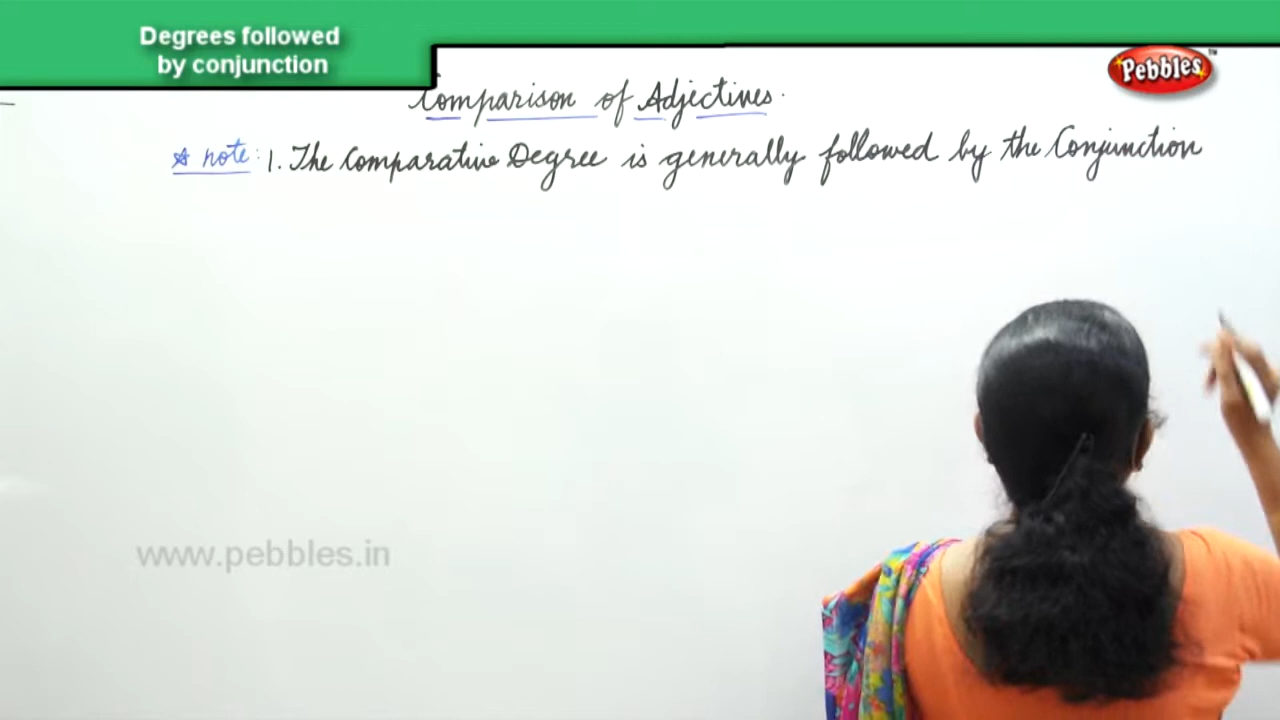 Degrees followed
by conjunction
Pebbles™
Comparison of Adjectives.
note: 1. The Comparative Degree is generally followed by the Conjunction
www.pebbles.in